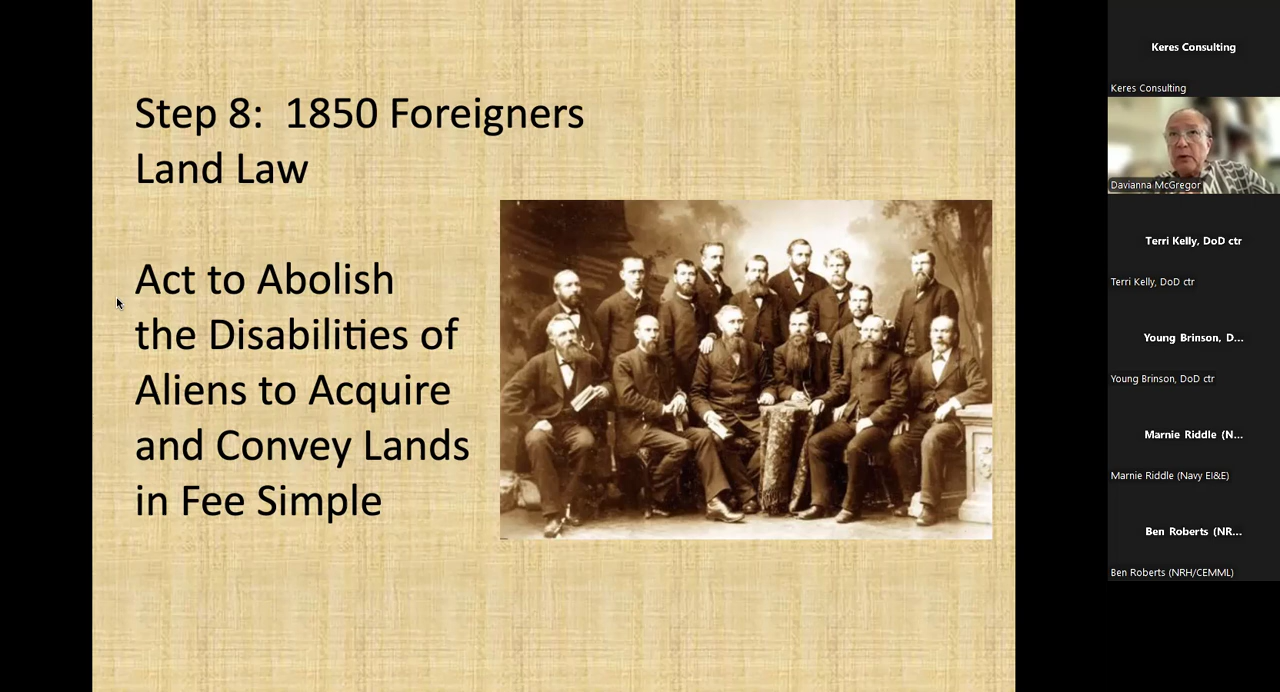 Step 8:  1850 Foreigners
Land Law
Act to Abolish
the Disabilities of
Aliens to Acquire
and Convey Lands
in Fee Simple
Keres Consulting
Keres Consulting
Davianna McGregor
Terri Kelly, DoD ctr
Terri Kelly, DoD ctr
Young Brinson, D...
Young Brinson, DoD ctr
Marnie Riddle (N...
Marnie Riddle (Navy EI&E)
Ben Roberts (NR...
Ben Roberts (NRH/CEMML)